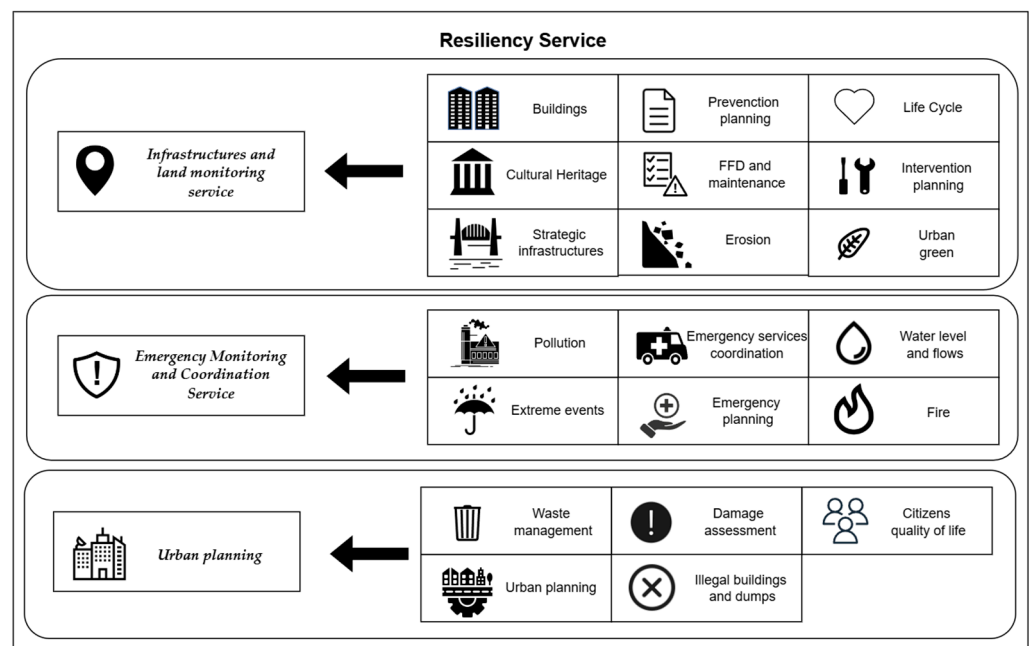 Resiliency Service
Infrastructures and
land monitoring
service
Buildings
Prevenction
planning
Life Cycle
Cultural Heritage
FFD and
maintenance
Intervention
planning
Strategic
infrastructures
Erosion
Urban
green
Emergency Monitoring
and Coordination
Service
Pollution
Emergency services
coordination
Water level
and flows
Extreme events
Emergency
planning
Fire
Urban planning
Waste
management
Damage
assessment
Citizens
quality of life
Urban planning
Illegal buildings
and dumps